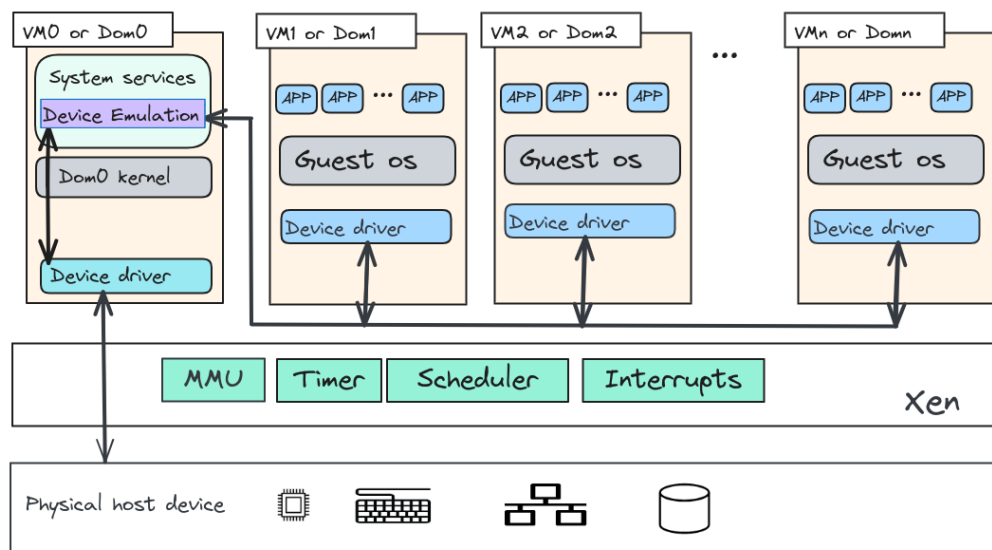 VM0 or Dom0
System services
Device Emulation
Dom0 kernel
Device driver
VM1 or Dom1
APP APP ... APP
Guest os
Device driver
VM2 or Dom2
APP APP ... APP
Guest os
Device driver
...
VMn or Domn
APP APP ... APP
Guest os
Device driver
MMU Timer Scheduler Interrupts
Xen
Physical host device